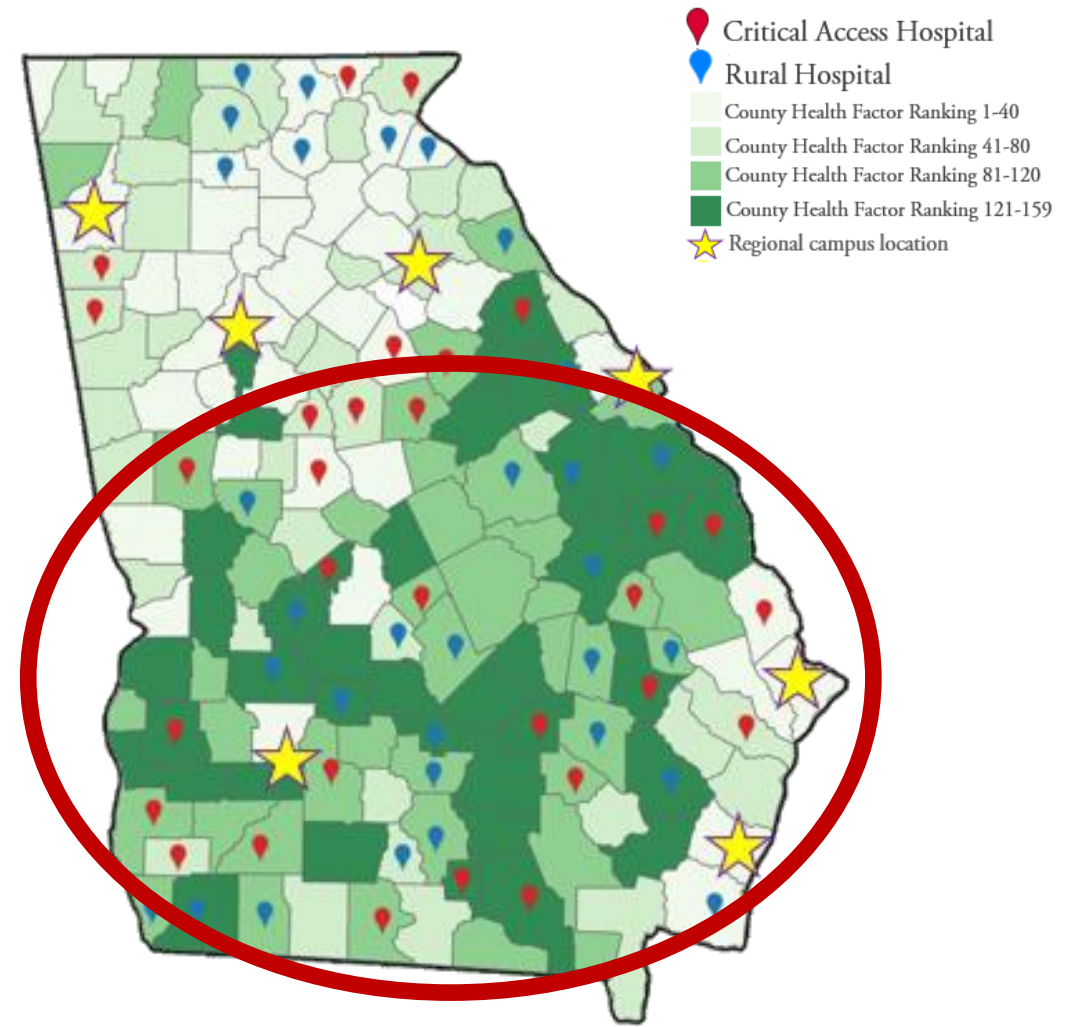 Critical Access Hospital
Rural Hospital
County Health Factor Ranking 1-40
County Health Factor Ranking 41-80
County Health Factor Ranking 81-120
County Health Factor Ranking 121-159
Regional campus location